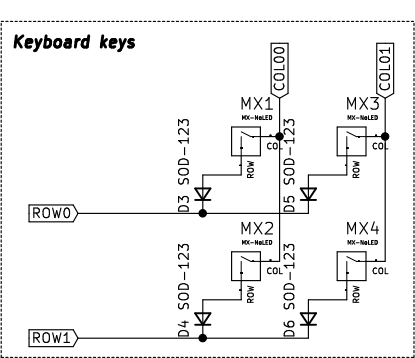 Keyboard keys
COL00
COL01
MX1
MX-NoLED
COL
ROW
D3
SOD-123
MX3
MX-NoLED
COL
ROW
D5
SOD-123
ROW0
MX2
MX-NoLED
COL
ROW
D4
SOD-123
MX4
MX-NoLED
COL
ROW
D6
SOD-123
ROW1